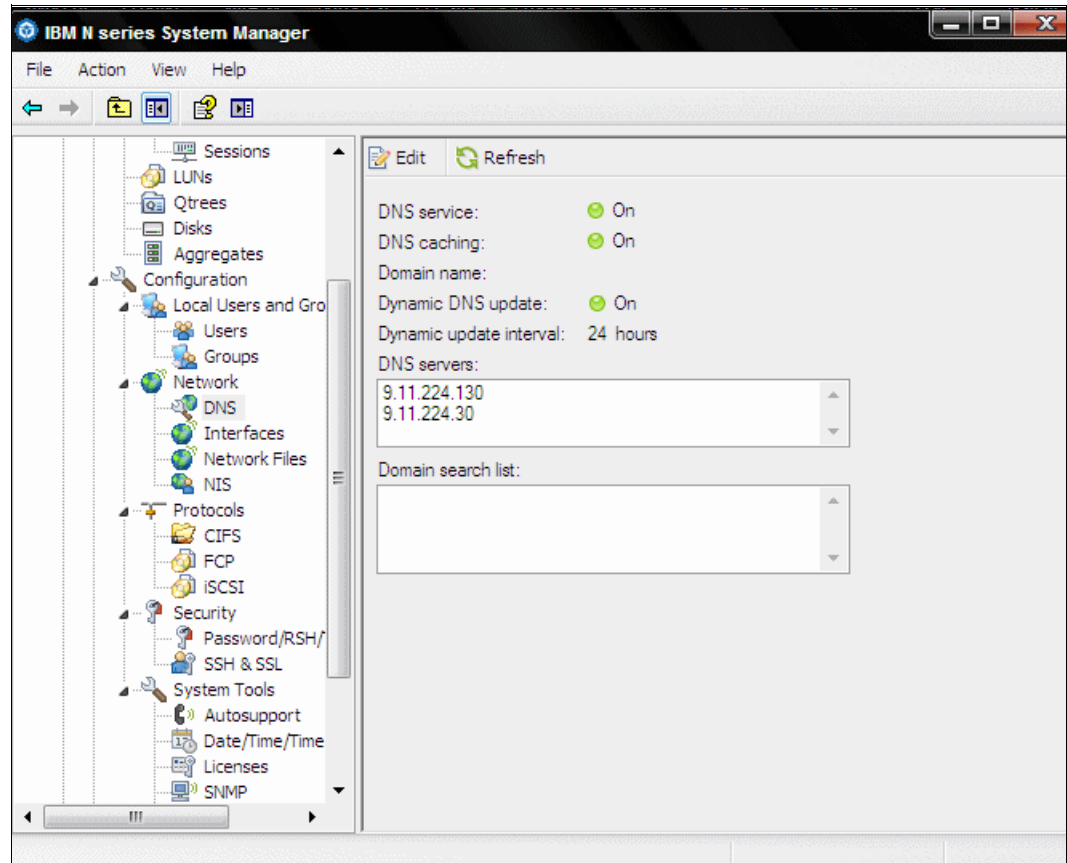 IBM N series System Manager
File Action View Help
Sessions
LUNs
Qtrees
Disks
Aggregates
Configuration
Local Users and Gro
Users
Groups
Network
DNS
Interfaces
Network Files
NIS
Protocols
CIFS
FCP
iSCSI
Security
Password/RSH/
SSH & SSL
System Tools
Autosupport
Date/Time/Time
Licenses
SNMP
Edit Refresh
DNS service: On
DNS caching: On
Domain name:
Dynamic DNS update: On
Dynamic update interval: 24 hours
DNS servers:
9.11.224.130
9.11.224.30
Domain search list: